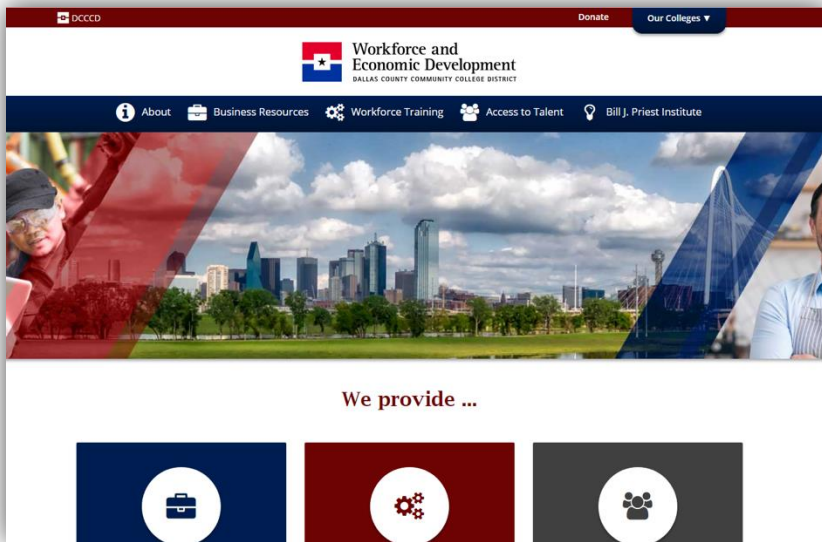 DCCCD
Donate
Our Colleges ▼
Workforce and
Economic Development
DALLAS COUNTY COMMUNITY COLLEGE DISTRICT
About
Business Resources
Workforce Training
Access to Talent
Bill J. Priest Institute
We provide ...